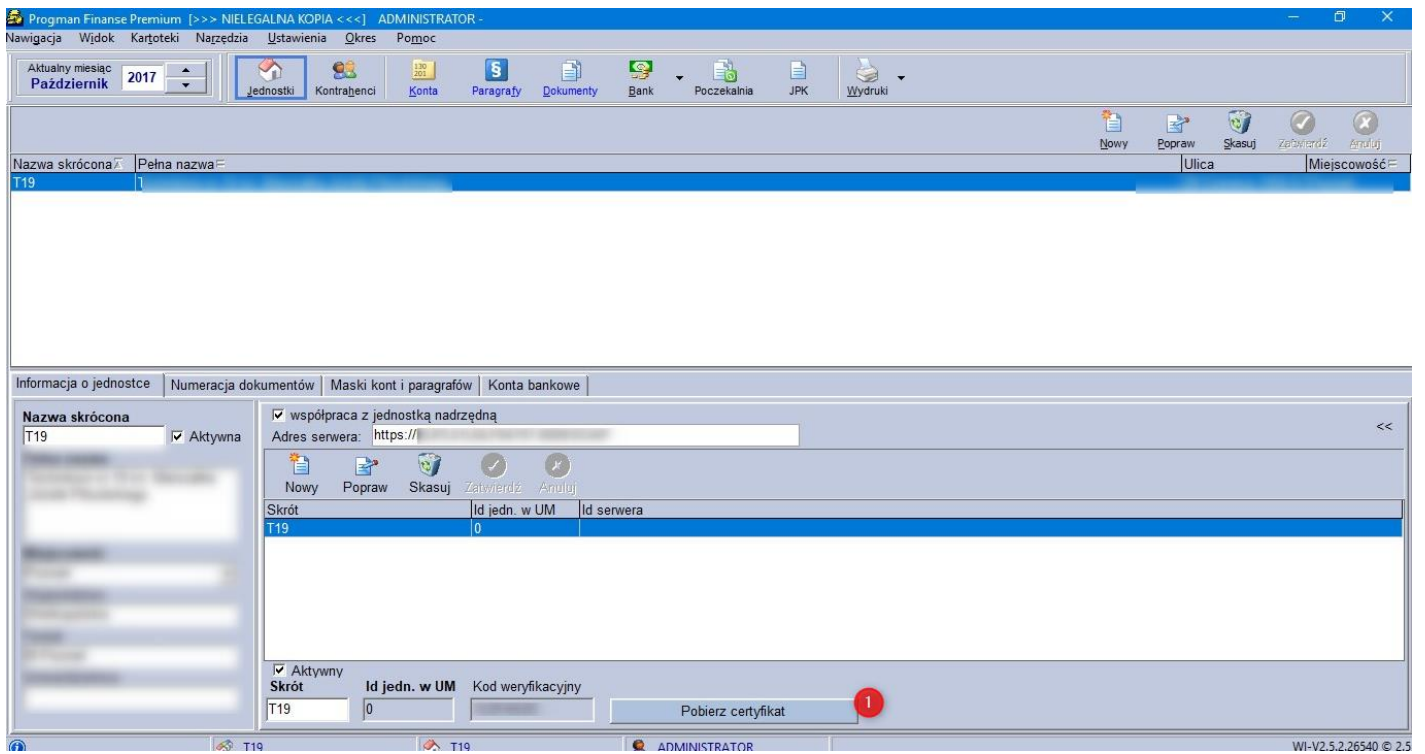 Progman Finanse Premium [>>> NIELEGALNA KOPIA <<<] ADMINISTRATOR -
Nawigacja Widok Kartoteki Narzędzia Ustawienia Okres Pomoc
Aktualny miesiąc
Październik 2017
Jednostki Kontrahenci Konta Paragrafy Dokumenty Bank Poczekalnia JPK Wydruki
Nowy Popraw Skasuj Zatwierdź Anuluj
Nazwa skrócona Pełna nazwa Ulica Miejscowość
T19 T
Informacja o jednostce Numeracja dokumentów Maski kont i paragrafów Konta bankowe
Nazwa skrócona
T19 Aktywna
współpraca z jednostką nadrzędną
<<
Adres serwera: https://
Nowy Popraw Skasuj Zatwierdź Anuluj
Skrót Id jedn. w UM Id serwera
T19 0
Aktywny
Skrót Id jedn. w UM Kod weryfikacyjny
T19 0 Pobierz certyfikat 1
T19 T19 ADMINISTRATOR WI-V2.5.2.26540 © 2.5